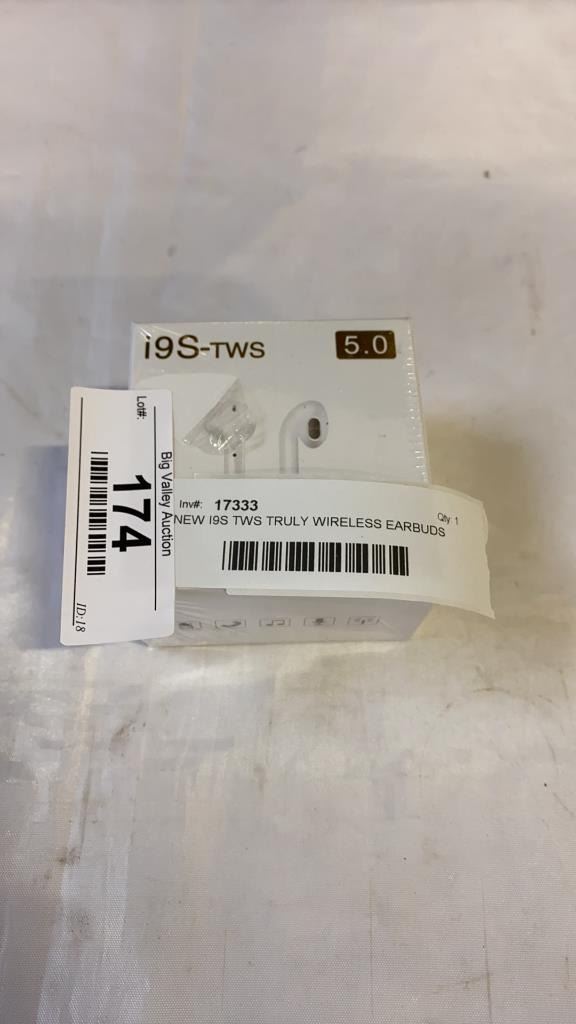 i9S-TWS
5.0
Big Valley Auction
Lot#:
174
ID:18
Inv#: 17333
Qty: 1
NEW I9S TWS TRULY WIRELESS EARBUDS